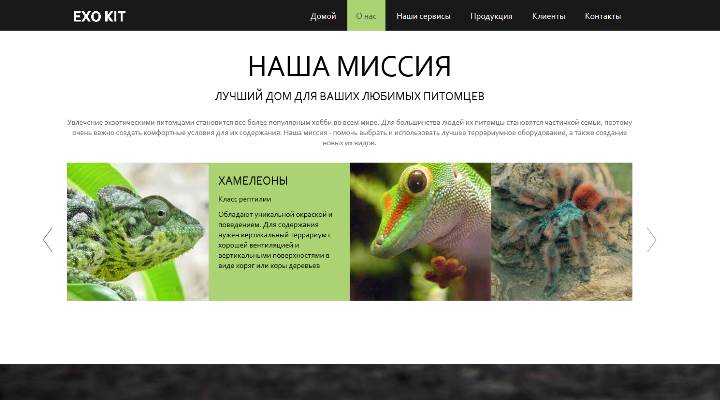 EXO KIT
Домой
О нас
Наши сервисы
Продукция
Клиенты
Контакты
НАША МИССИЯ
ЛУЧШИЙ ДОМ ДЛЯ ВАШИХ ЛЮБИМЫХ ПИТОМЦЕВ
Увлечение экзотическими питомцами становится все более популярным хобби во всем мире. Для большинства людей их питомцы становятся частичкой семьи, поэтому
очень важно создать комфортные условия для их содержания. Наша миссия - помочь выбрать и использовать лучшее террариумное оборудование, а также создание
новых их видов.
ХАМЕЛЕОНЫ
Класс рептилии
Обладают уникальной окраской и
поведением. Для содержания
нужен вертикальный террариум с
хорошей вентиляцией и
вертикальными поверхностями в
виде коряг или коры деревьев